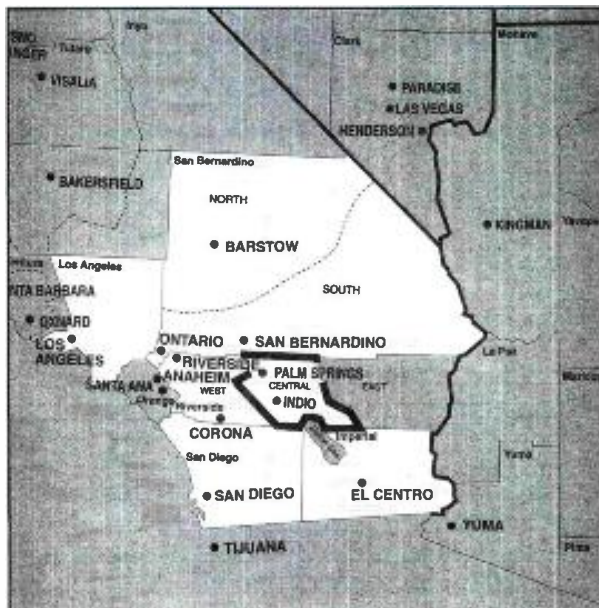 Inyo
Clark
Mohave
Tulare
VISALIA
PARADISE
LAS VEGAS
HENDERSON
San Bernardino
BAKERSFIELD
NORTH
KINGMAN
Yavapai
BARSTOW
Los Angeles
SOUTH
OXNARD
LOS
ANGELES
ONTARIO
SAN BERNARDINO
La Paz
RIVERSIDE
PALM SPRINGS
SANTA ANA
ANAHEIM
WEST
CENTRAL
EAST
Orange
Riverside
INDIO
CORONA
Imperial
San Diego
Yuma
SAN DIEGO
EL CENTRO
YUMA
TIJUANA
Pima